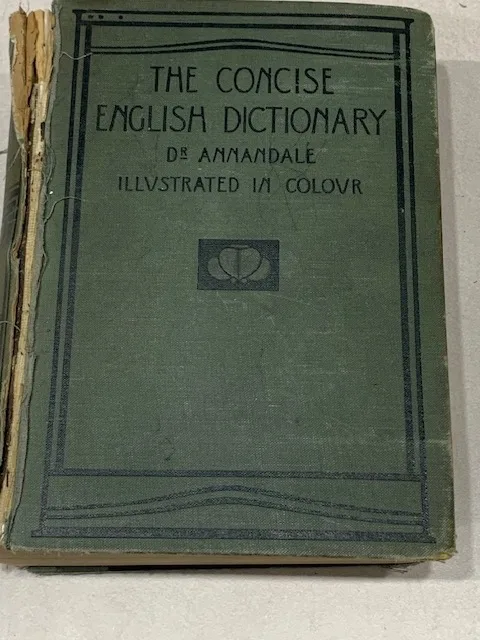 THE CONCISE
ENGLISH DICTIONARY
DR ANNANDALE
ILLVSTRATED IN COLOVR